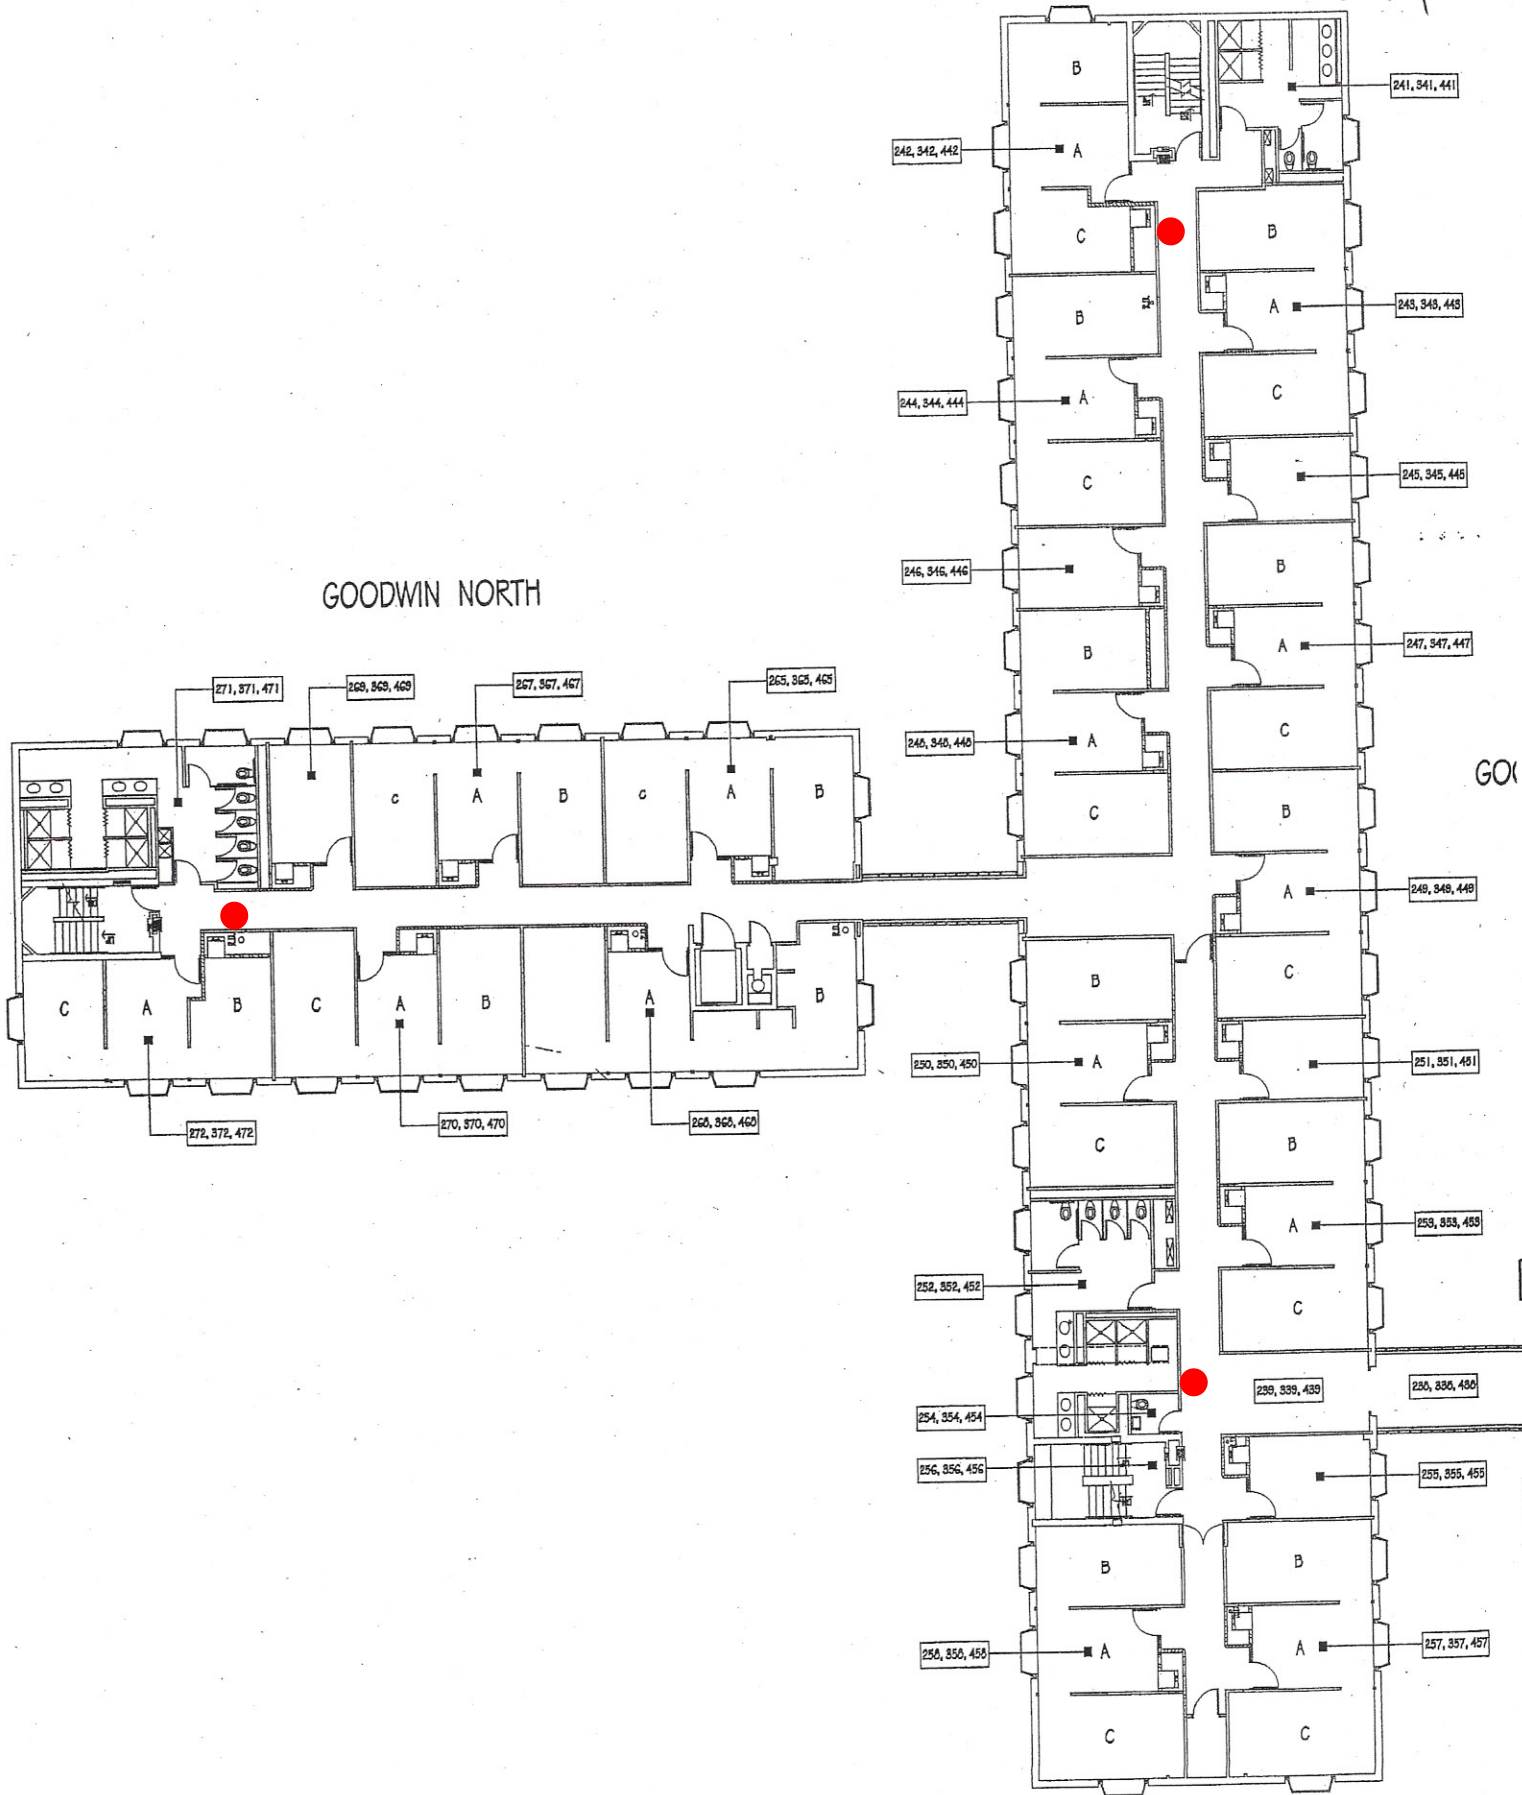 B
241, 341, 441
242, 342, 442
A
C
B
243, 343, 443
A
B
244, 344, 444
A
C
C
245, 345, 445
246, 346, 446
B
GOODWIN NORTH
247, 347, 447
A
B
271, 371, 471
269, 369, 469
267, 367, 467
265, 365, 465
248, 348, 448
A
C
GO
C
A
B
C
A
B
C
B
249, 349, 449
A
C
A
B
C
A
B
A
B
B
C
250, 350, 450
A
251, 351, 451
272, 372, 472
270, 370, 470
268, 368, 468
C
B
253, 353, 453
A
252, 352, 452
C
239, 339, 439
238, 338, 438
254, 354, 454
256, 356, 456
255, 355, 455
B
B
258, 358, 458
A
A
257, 357, 457
C
C